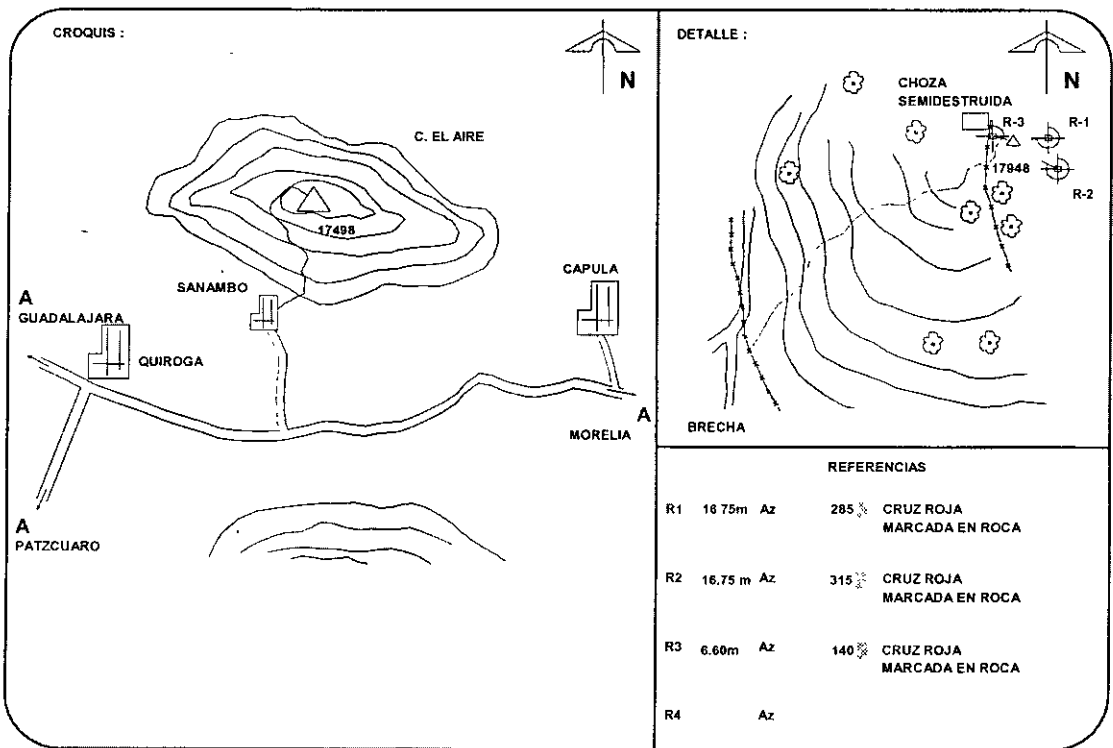 CROQUIS :
N
C. EL AIRE
17498
SANAMBO
CAPULA
A
GUADALAJARA
QUIROGA
A
MORELIA
A
PATZCUARO
DETALLE :
N
CHOZA
SEMIDESTRUIDA
R-3
R-1
17948
R-2
BRECHA
REFERENCIAS
R1 16 75m Az 285 CRUZ ROJA
MARCADA EN ROCA
R2 16.75 m Az 315 CRUZ ROJA
MARCADA EN ROCA
R3 6.60m Az 140 CRUZ ROJA
MARCADA EN ROCA
R4 Az